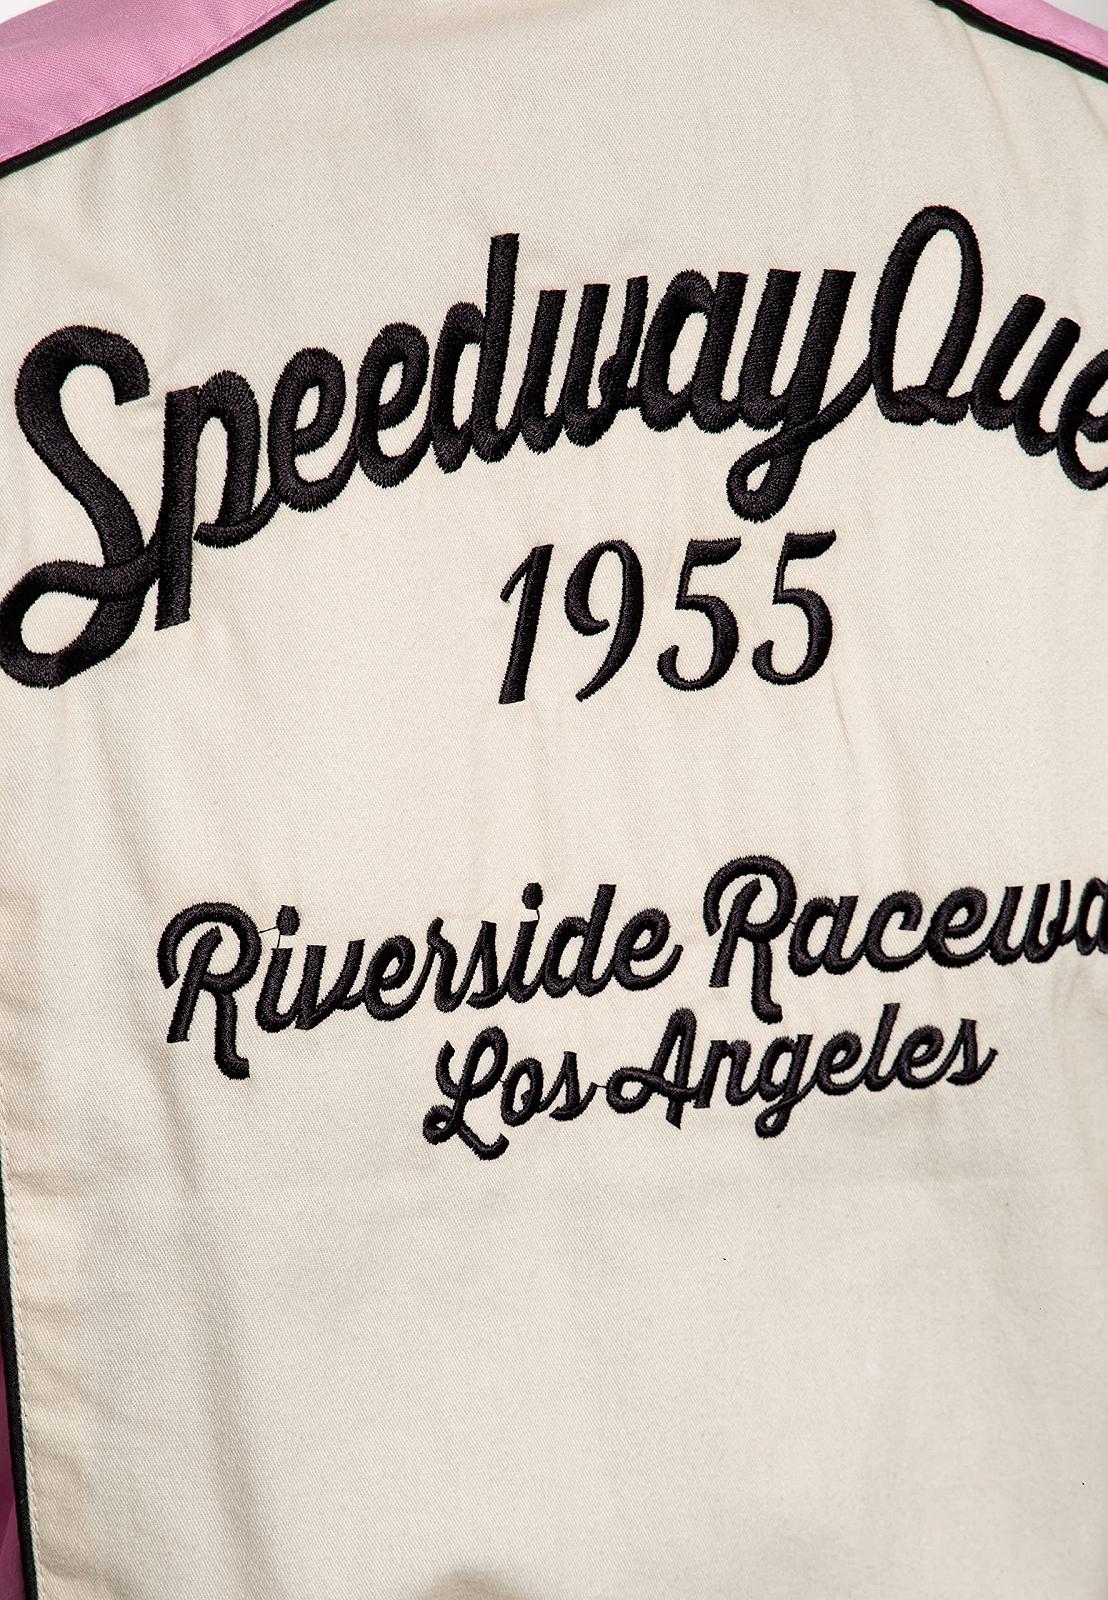 Speedway Que
1955
Riverside Racewa
Los Angeles